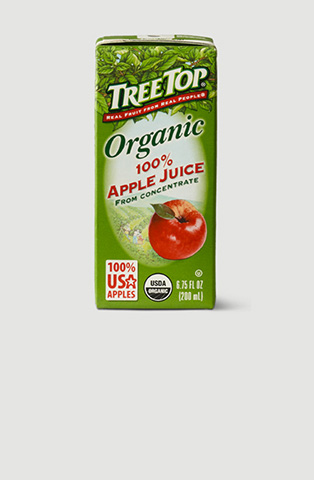 TREE TOP®
REAL FRUIT FROM REAL PEOPLE®
Organic
100%
APPLE JUICE
FROM CONCENTRATE
100%
USA
APPLES
USDA
ORGANIC
6.75 FL OZ
(200 mL)